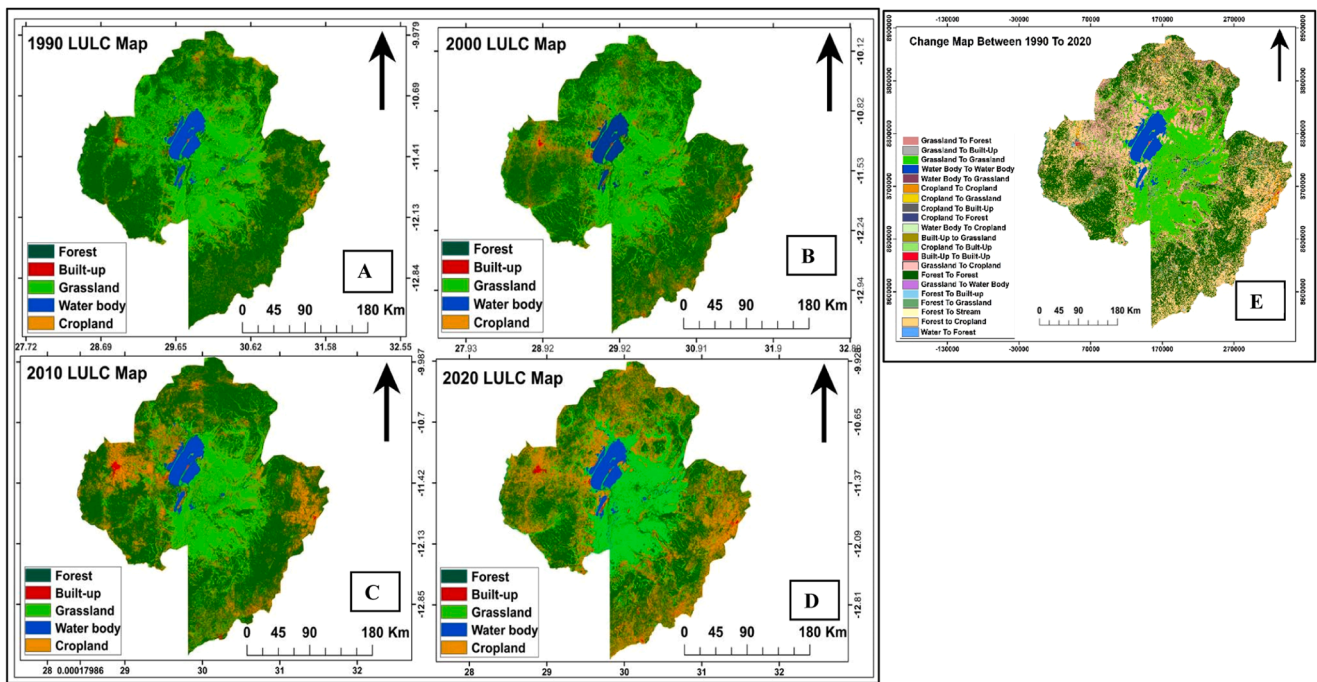 1990 LULC Map
-9.979
-10.69
-11.41
-12.13
-12.84
Forest
Built-up
Grassland
Water body
Cropland
A
0 45 90 180 Km
27.72 28.69 29.65 30.62 31.58 32.55
2000 LULC Map
-10.12
-10.82
-11.53
-12.24
-12.94
Forest
Built-up
Grassland
Water body
Cropland
B
0 45 90 180 Km
27.93 28.92 29.92 30.91 31.9
2010 LULC Map
-9.987
-10.7
-11.42
-12.13
-12.85
Forest
Built-up
Grassland
Water body
Cropland
C
0 45 90 180 Km
28 0.00017986 29 30 31 32
2020 LULC Map
-9.928
-10.65
-11.37
-12.09
-12.81
Forest
Built-up
Grassland
Water body
Cropland
D
0 45 90 180 Km
28 29 30 31 32
-130000 -30000 70000 170000 270000
Change Map Between 1990 To 2020
Grassland To Forest
Grassland To Built-Up
Grassland To Grassland
Water Body To Water Body
Water Body To Grassland
Cropland To Cropland
Cropland To Grassland
Cropland To Built-Up
Cropland To Forest
Water Body To Cropland
Built-Up to Grassland
Cropland To Built-Up
Built-Up To Built-Up
Grassland To Cropland
Forest To Forest
Grassland To Water Body
Forest To Built-up
Forest To Grassland
Forest To Stream
Forest to Cropland
Water To Forest
E
0 45 90 180 KM
-130000 -30000 70000 170000 270000